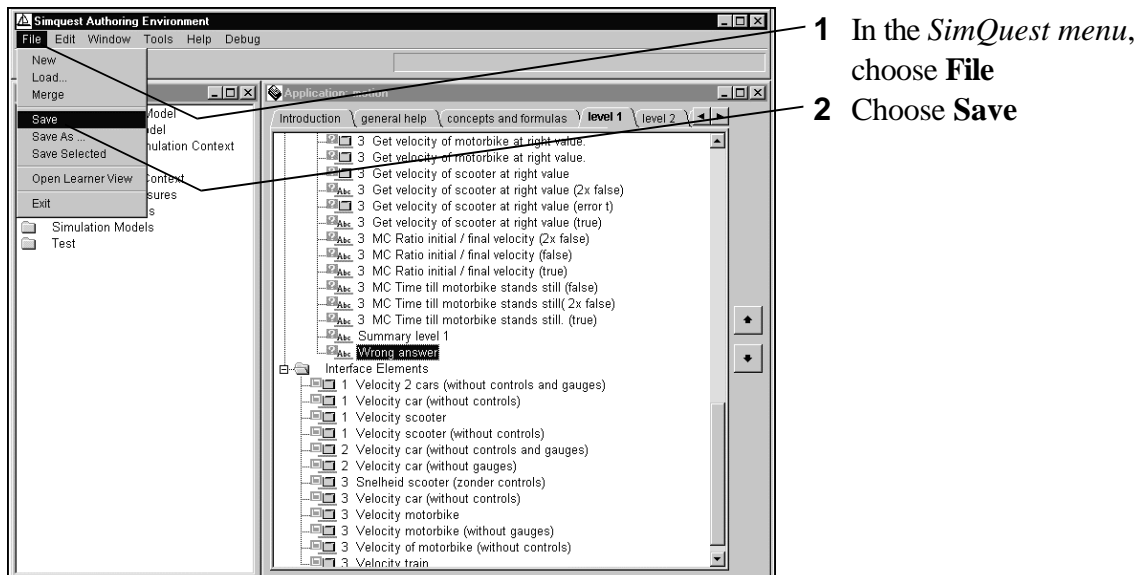 Simquest Authoring Environment
File Edit Window Tools Help Debug
New
Load...
Merge
Save
Save As ...
Save Selected
Open Learner View
Exit
Model
del
nulation Context
Context
sures
s
Simulation Models
Test
Application: motion
Introduction general help concepts and formulas level 1 level 2
3 Get velocity of motorbike at right value.
3 Get velocity of motorbike at right value.
3 Get velocity of scooter at right value
Abc 3 Get velocity of scooter at right value (2x false)
3 Get velocity of scooter at right value (error t)
Abc 3 Get velocity of scooter at right value (true)
Abc 3 MC Ratio initial / final velocity (2x false)
Abc 3 MC Ratio initial / final velocity (false)
Abc 3 MC Ratio initial / final velocity (true)
Abc 3 MC Time till motorbike stands still (false)
Abc 3 MC Time till motorbike stands still( 2x false)
Abc 3 MC Time till motorbike stands still. (true)
Abc Summary level 1
Abc Wrong answer
Interface Elements
1 Velocity 2 cars (without controls and gauges)
1 Velocity car (without controls)
1 Velocity scooter
1 Velocity scooter (without controls)
2 Velocity car (without controls and gauges)
2 Velocity car (without gauges)
3 Snelheid scooter (zonder controls)
3 Velocity car (without controls)
3 Velocity motorbike
3 Velocity motorbike (without gauges)
3 Velocity of motorbike (without controls)
3 Velocity train
1 In the SimQuest menu,
choose File
2 Choose Save